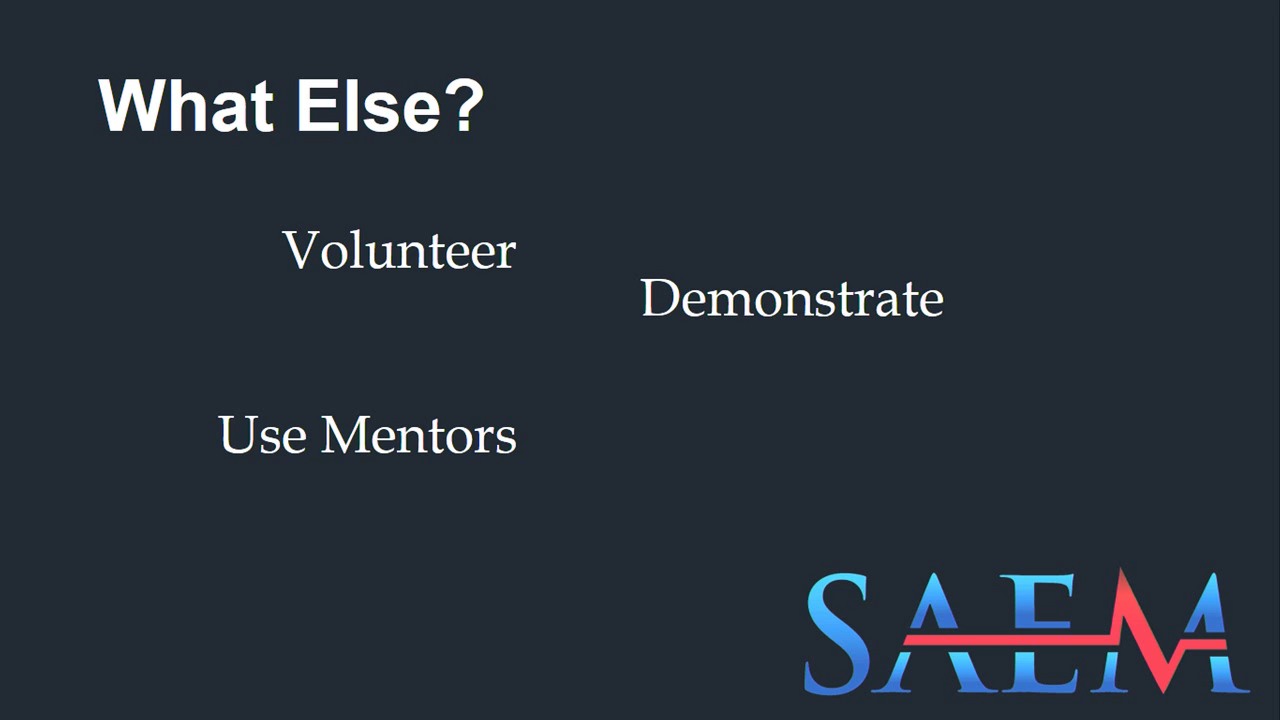 What Else?
Volunteer
Demonstrate
Use Mentors
SAEM